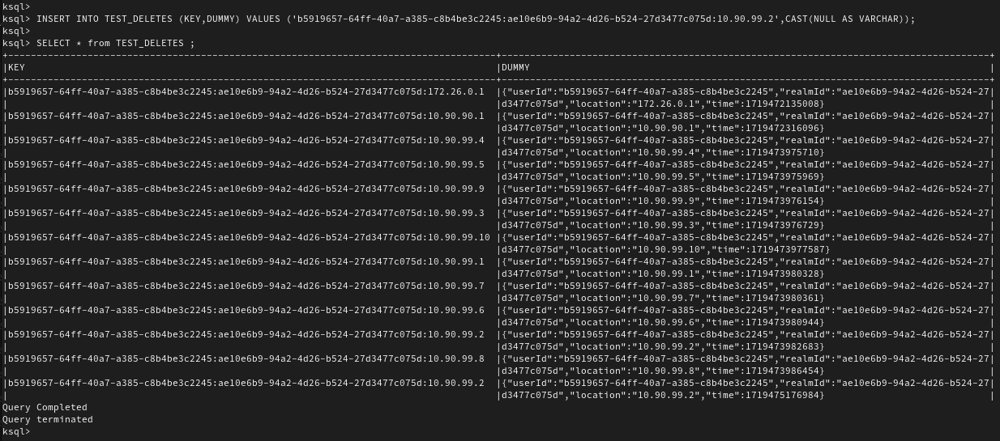 ksql>
ksql> INSERT INTO TEST_DELETES (KEY,DUMMY) VALUES ('b5919657-64ff-40a7-a385-c8b4be3c2245:ae10e6b9-94a2-4d26-b524-27d3477c075d:10.90.99.2',CAST(NULL AS VARCHAR));
ksql>
ksql> SELECT * from TEST_DELETES ;
|KEY |DUMMY |
|b5919657-64ff-40a7-a385-c8b4be3c2245:ae10e6b9-94a2-4d26-b524-27d3477c075d:172.26.0.1 |{"userId":"b5919657-64ff-40a7-a385-c8b4be3c2245","realmId":"ae10e6b9-94a2-4d26-b524-27|
| |d3477c075d","location":"172.26.0.1","time":1719472135008} |
|b5919657-64ff-40a7-a385-c8b4be3c2245:ae10e6b9-94a2-4d26-b524-27d3477c075d:10.90.90.1 |{"userId":"b5919657-64ff-40a7-a385-c8b4be3c2245","realmId":"ae10e6b9-94a2-4d26-b524-27|
| |d3477c075d","location":"10.90.90.1","time":1719472316096} |
|b5919657-64ff-40a7-a385-c8b4be3c2245:ae10e6b9-94a2-4d26-b524-27d3477c075d:10.90.99.4 |{"userId":"b5919657-64ff-40a7-a385-c8b4be3c2245","realmId":"ae10e6b9-94a2-4d26-b524-27|
| |d3477c075d","location":"10.90.99.4","time":1719473975710} |
|b5919657-64ff-40a7-a385-c8b4be3c2245:ae10e6b9-94a2-4d26-b524-27d3477c075d:10.90.99.5 |{"userId":"b5919657-64ff-40a7-a385-c8b4be3c2245","realmId":"ae10e6b9-94a2-4d26-b524-27|
| |d3477c075d","location":"10.90.99.5","time":1719473975969} |
|b5919657-64ff-40a7-a385-c8b4be3c2245:ae10e6b9-94a2-4d26-b524-27d3477c075d:10.90.99.9 |{"userId":"b5919657-64ff-40a7-a385-c8b4be3c2245","realmId":"ae10e6b9-94a2-4d26-b524-27|
| |d3477c075d","location":"10.90.99.9","time":1719473976154} |
|b5919657-64ff-40a7-a385-c8b4be3c2245:ae10e6b9-94a2-4d26-b524-27d3477c075d:10.90.99.3 |{"userId":"b5919657-64ff-40a7-a385-c8b4be3c2245","realmId":"ae10e6b9-94a2-4d26-b524-27|
| |d3477c075d","location":"10.90.99.3","time":1719473976729} |
|b5919657-64ff-40a7-a385-c8b4be3c2245:ae10e6b9-94a2-4d26-b524-27d3477c075d:10.90.99.10 |{"userId":"b5919657-64ff-40a7-a385-c8b4be3c2245","realmId":"ae10e6b9-94a2-4d26-b524-27|
| |d3477c075d","location":"10.90.99.10","time":1719473977587} |
|b5919657-64ff-40a7-a385-c8b4be3c2245:ae10e6b9-94a2-4d26-b524-27d3477c075d:10.90.99.1 |{"userId":"b5919657-64ff-40a7-a385-c8b4be3c2245","realmId":"ae10e6b9-94a2-4d26-b524-27|
| |d3477c075d","location":"10.90.99.1","time":1719473980328} |
|b5919657-64ff-40a7-a385-c8b4be3c2245:ae10e6b9-94a2-4d26-b524-27d3477c075d:10.90.99.7 |{"userId":"b5919657-64ff-40a7-a385-c8b4be3c2245","realmId":"ae10e6b9-94a2-4d26-b524-27|
| |d3477c075d","location":"10.90.99.7","time":1719473980361} |
|b5919657-64ff-40a7-a385-c8b4be3c2245:ae10e6b9-94a2-4d26-b524-27d3477c075d:10.90.99.6 |{"userId":"b5919657-64ff-40a7-a385-c8b4be3c2245","realmId":"ae10e6b9-94a2-4d26-b524-27|
| |d3477c075d","location":"10.90.99.6","time":1719473980944} |
|b5919657-64ff-40a7-a385-c8b4be3c2245:ae10e6b9-94a2-4d26-b524-27d3477c075d:10.90.99.2 |{"userId":"b5919657-64ff-40a7-a385-c8b4be3c2245","realmId":"ae10e6b9-94a2-4d26-b524-27|
| |d3477c075d","location":"10.90.99.2","time":1719473982683} |
|b5919657-64ff-40a7-a385-c8b4be3c2245:ae10e6b9-94a2-4d26-b524-27d3477c075d:10.90.99.8 |{"userId":"b5919657-64ff-40a7-a385-c8b4be3c2245","realmId":"ae10e6b9-94a2-4d26-b524-27|
| |d3477c075d","location":"10.90.99.8","time":1719473986454} |
|b5919657-64ff-40a7-a385-c8b4be3c2245:ae10e6b9-94a2-4d26-b524-27d3477c075d:10.90.99.2 |{"userId":"b5919657-64ff-40a7-a385-c8b4be3c2245","realmId":"ae10e6b9-94a2-4d26-b524-27|
| |d3477c075d","location":"10.90.99.2","time":1719475176984} |
Query Completed
Query terminated
ksql>